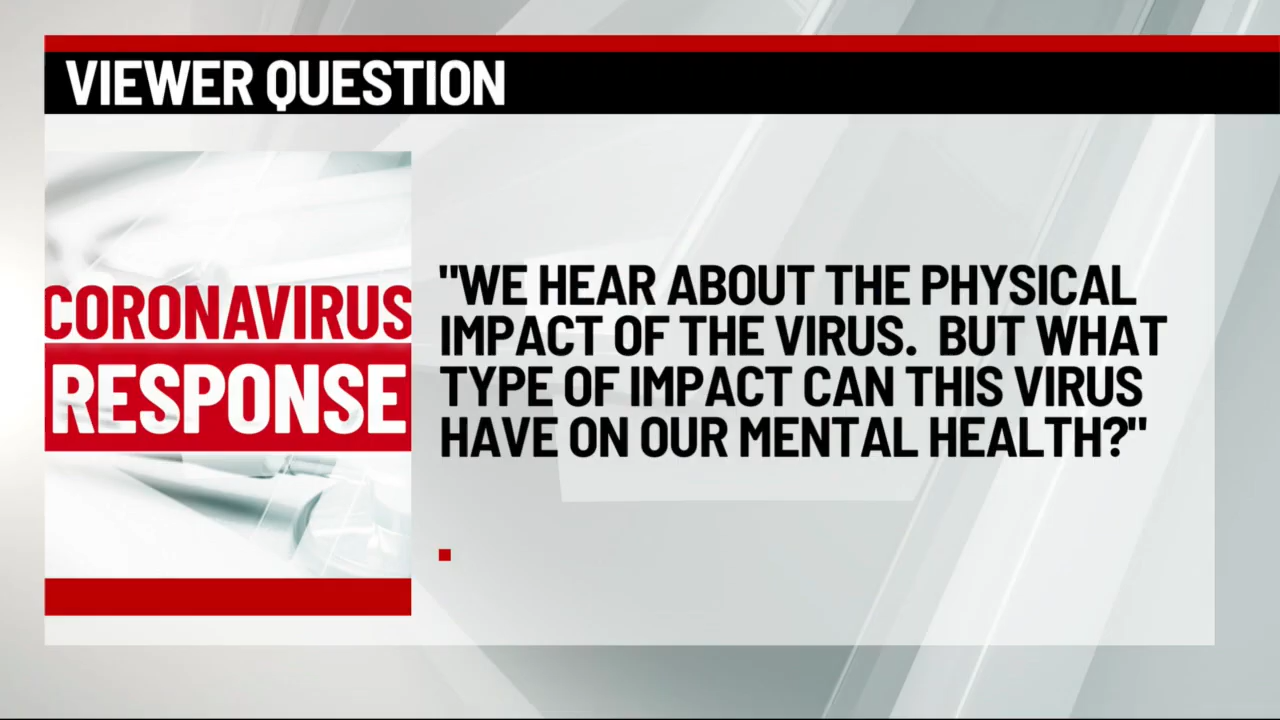 VIEWER QUESTION
CORONAVIRUS
RESPONSE
"WE HEAR ABOUT THE PHYSICAL
IMPACT OF THE VIRUS.  BUT WHAT
TYPE OF IMPACT CAN THIS VIRUS
HAVE ON OUR MENTAL HEALTH?"